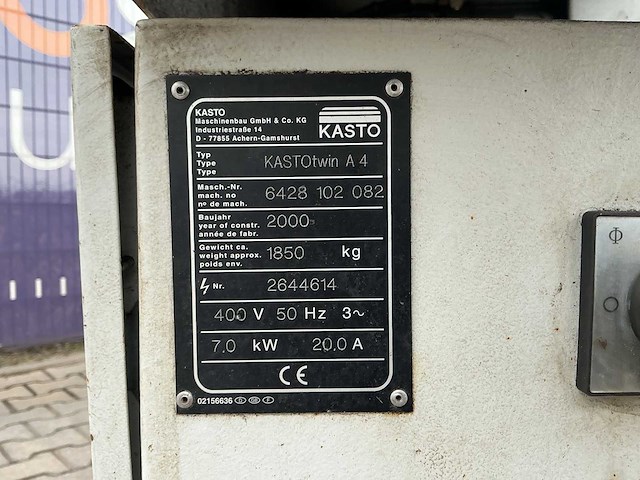 KASTO
Maschinenbau GmbH & Co. KG
Industriestraße 14
D - 77855 Achern-Gamshurst
KASTO
Typ
Type
Type
KASTOtwin A 4
Masch.-Nr.
mach. no
nº de mach.
6428 102 082
Baujahr
year of constr.
année de fabr.
2000
Gewicht ca.
weight approx.
poids env.
1850 kg
Nr. 2644614
400 V 50 Hz 3~
7.0 kW 20.0 A
CE
02156636 D GB F